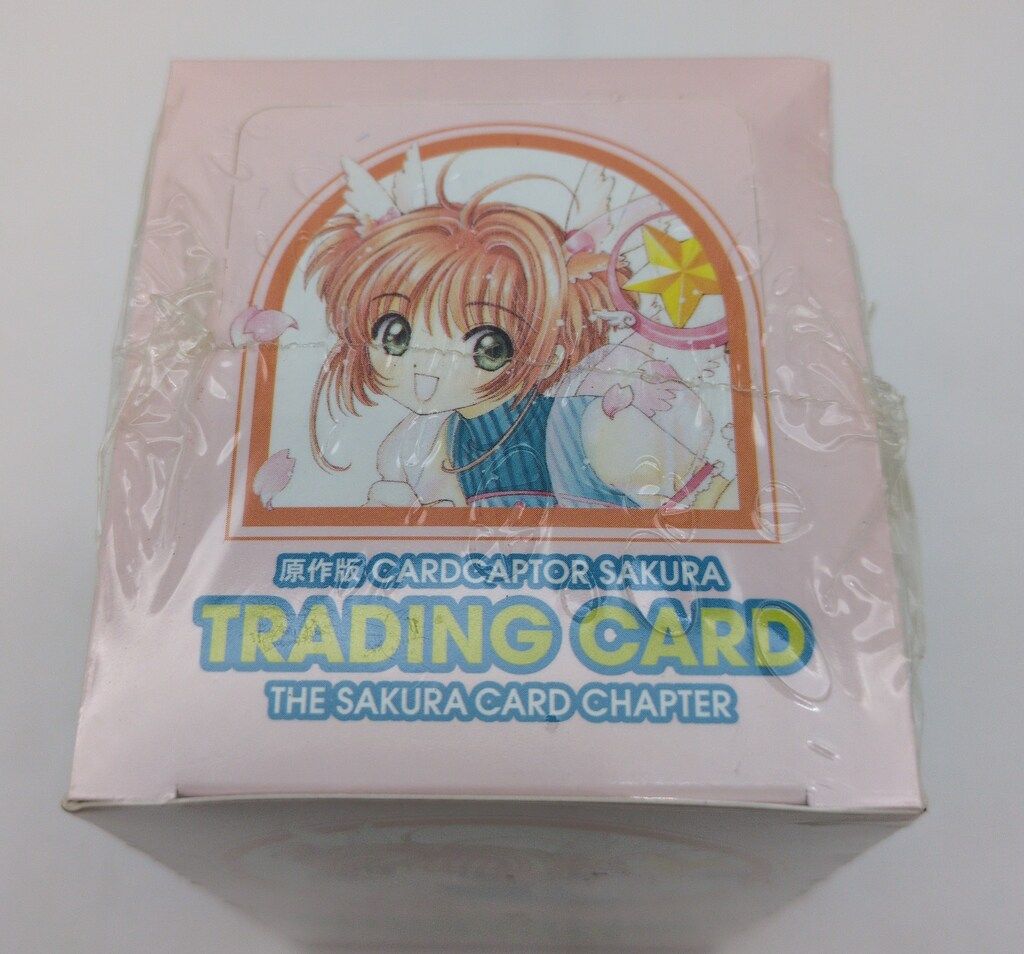 原作版 CARDCAPTOR SAKURA
TRADING CARD
THE SAKURA CARD CHAPTER